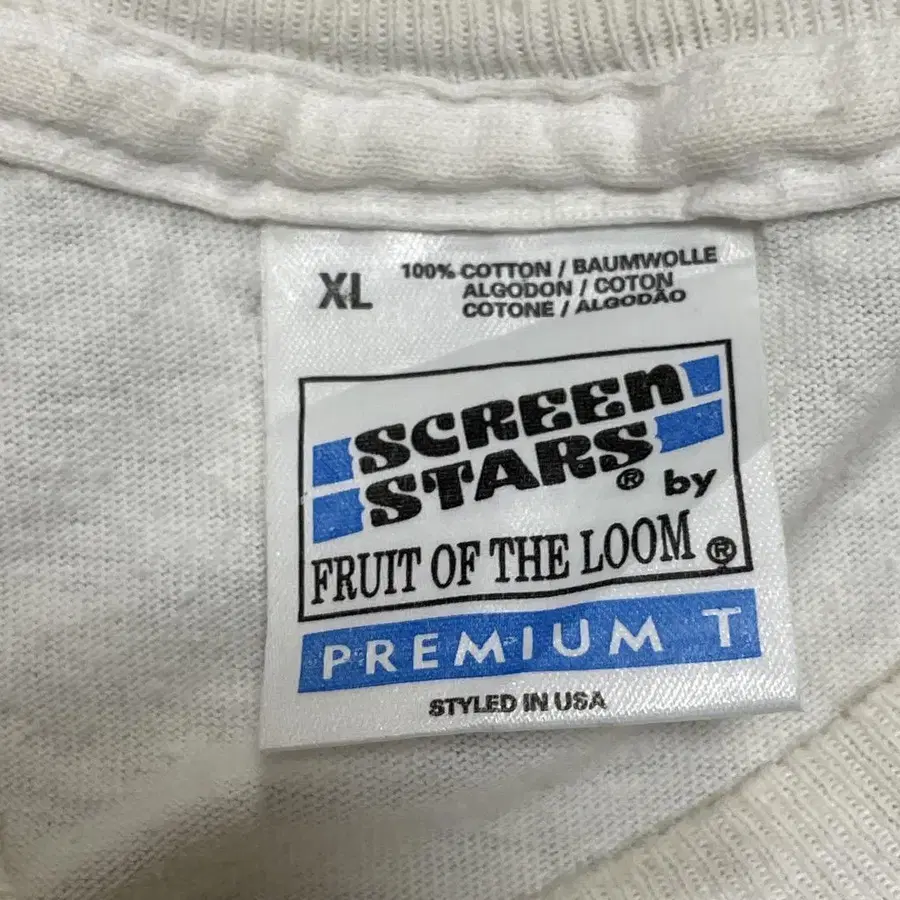 XL
100% COTTON / BAUMWOLLE
ALGODON / COTON
COTONE / ALGODÃO
SCREEN
STARS® by
FRUIT OF THE LOOM®
PREMIUM T
STYLED IN USA